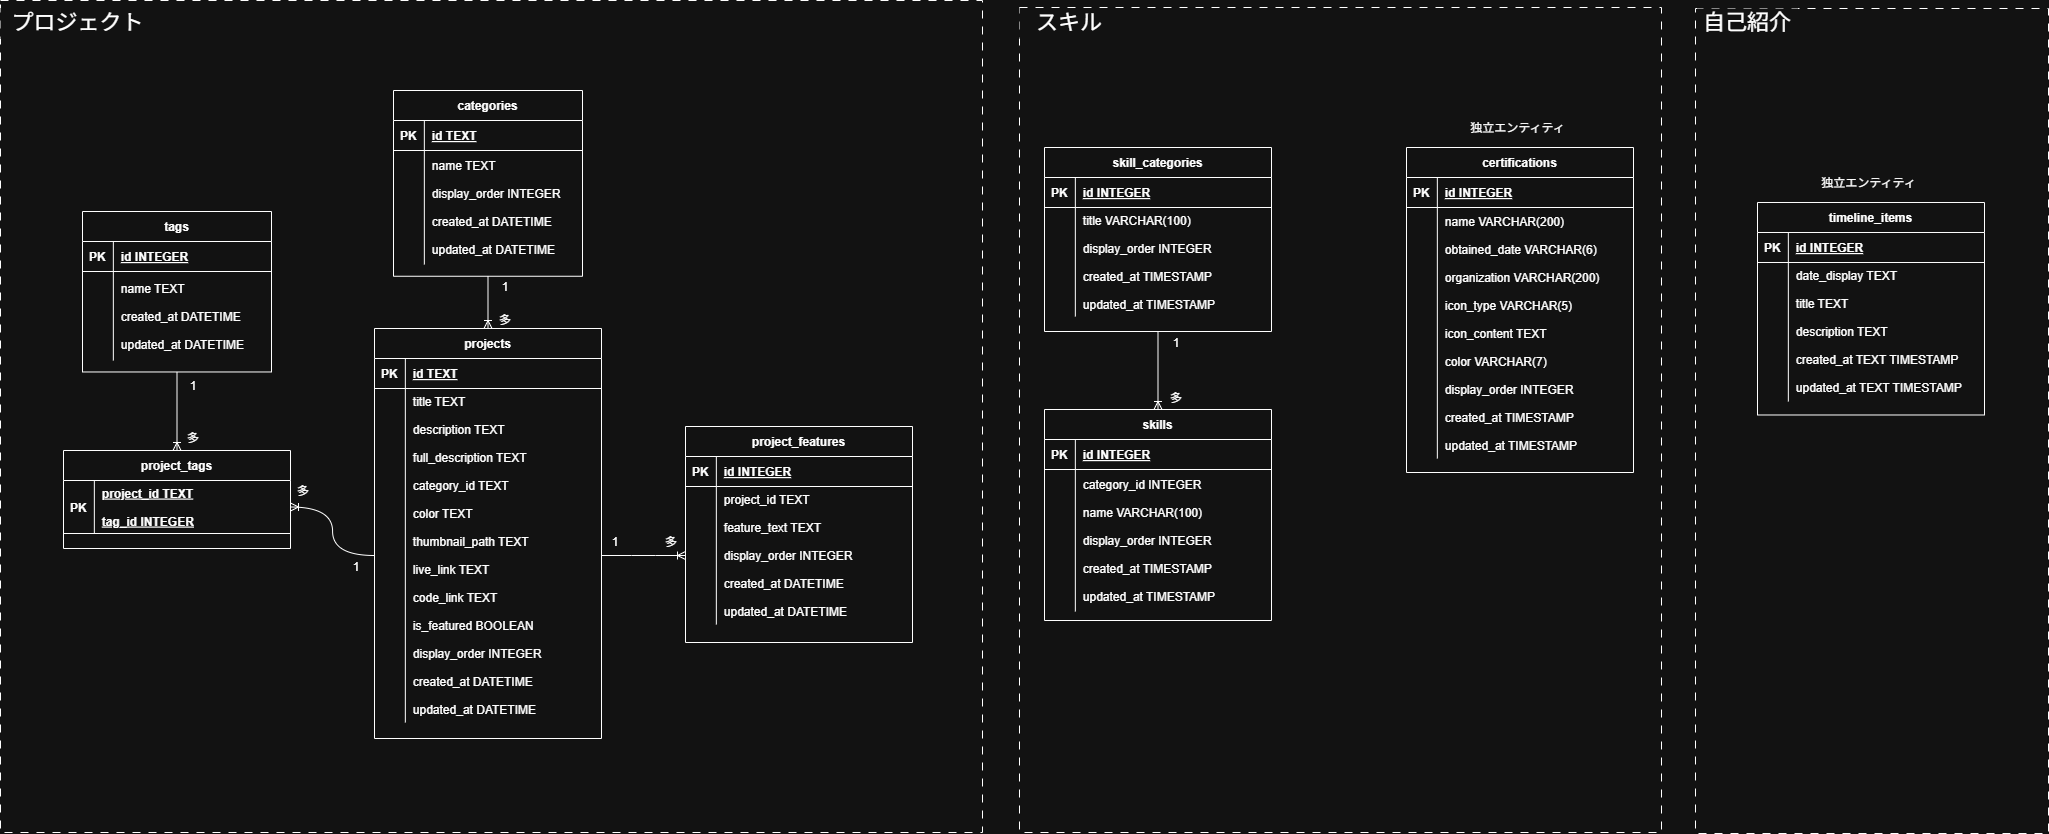 プロジェクト
categories
PK id TEXT
name TEXT
display_order INTEGER
created_at DATETIME
updated_at DATETIME
1
多
tags
PK id INTEGER
name TEXT
created_at DATETIME
updated_at DATETIME
1
多
project_tags
PK
project_id TEXT
tag_id INTEGER
多
1
projects
PK id TEXT
title TEXT
description TEXT
full_description TEXT
category_id TEXT
color TEXT
thumbnail_path TEXT
live_link TEXT
code_link TEXT
is_featured BOOLEAN
display_order INTEGER
created_at DATETIME
updated_at DATETIME
1
多
project_features
PK id INTEGER
project_id TEXT
feature_text TEXT
display_order INTEGER
created_at DATETIME
updated_at DATETIME
スキル
skill_categories
PK id INTEGER
title VARCHAR(100)
display_order INTEGER
created_at TIMESTAMP
updated_at TIMESTAMP
1
多
skills
PK id INTEGER
category_id INTEGER
name VARCHAR(100)
display_order INTEGER
created_at TIMESTAMP
updated_at TIMESTAMP
独立エンティティ
certifications
PK id INTEGER
name VARCHAR(200)
obtained_date VARCHAR(6)
organization VARCHAR(200)
icon_type VARCHAR(5)
icon_content TEXT
color VARCHAR(7)
display_order INTEGER
created_at TIMESTAMP
updated_at TIMESTAMP
自己紹介
独立エンティティ
timeline_items
PK id INTEGER
date_display TEXT
title TEXT
description TEXT
created_at TEXT TIMESTAMP
updated_at TEXT TIMESTAMP